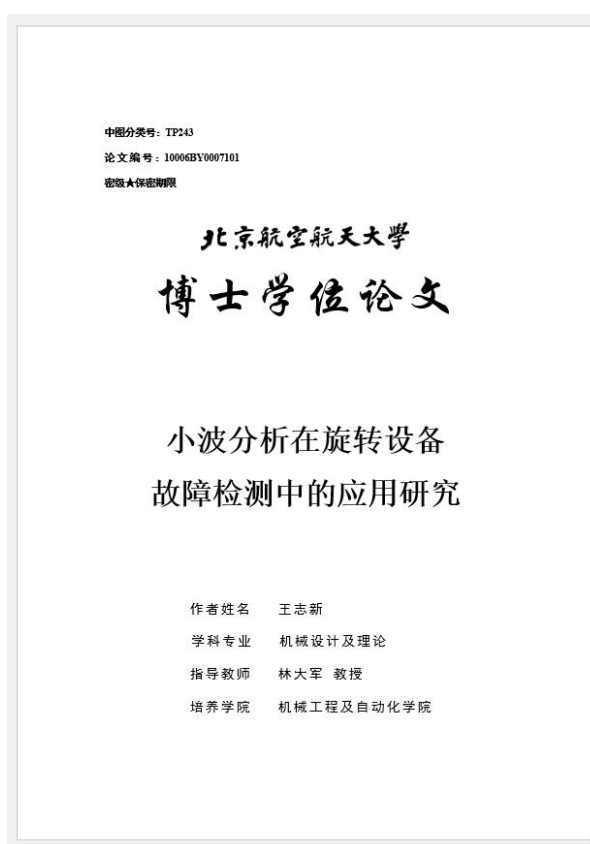 中图分类号：TP243
论文编号：10006BY0007101
密级★保密期限
北京航空航天大學
博士学位论文
小波分析在旋转设备
故障检测中的应用研究
作者姓名 王志新
学科专业 机械设计及理论
指导教师 林大军 教授
培养学院 机械工程及自动化学院